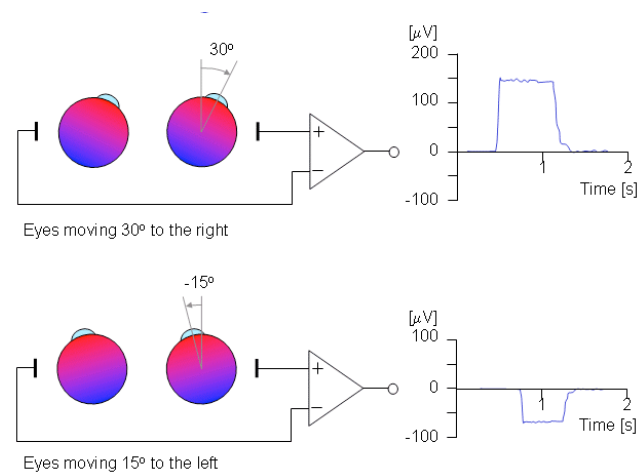 [µV]
30º
200
100
+
0
−
1
2
Time [s]
-100
Eyes moving 30º to the right
-15º
[µV]
100
+
0
1
2
−
Time [s]
-100
Eyes moving 15º to the left